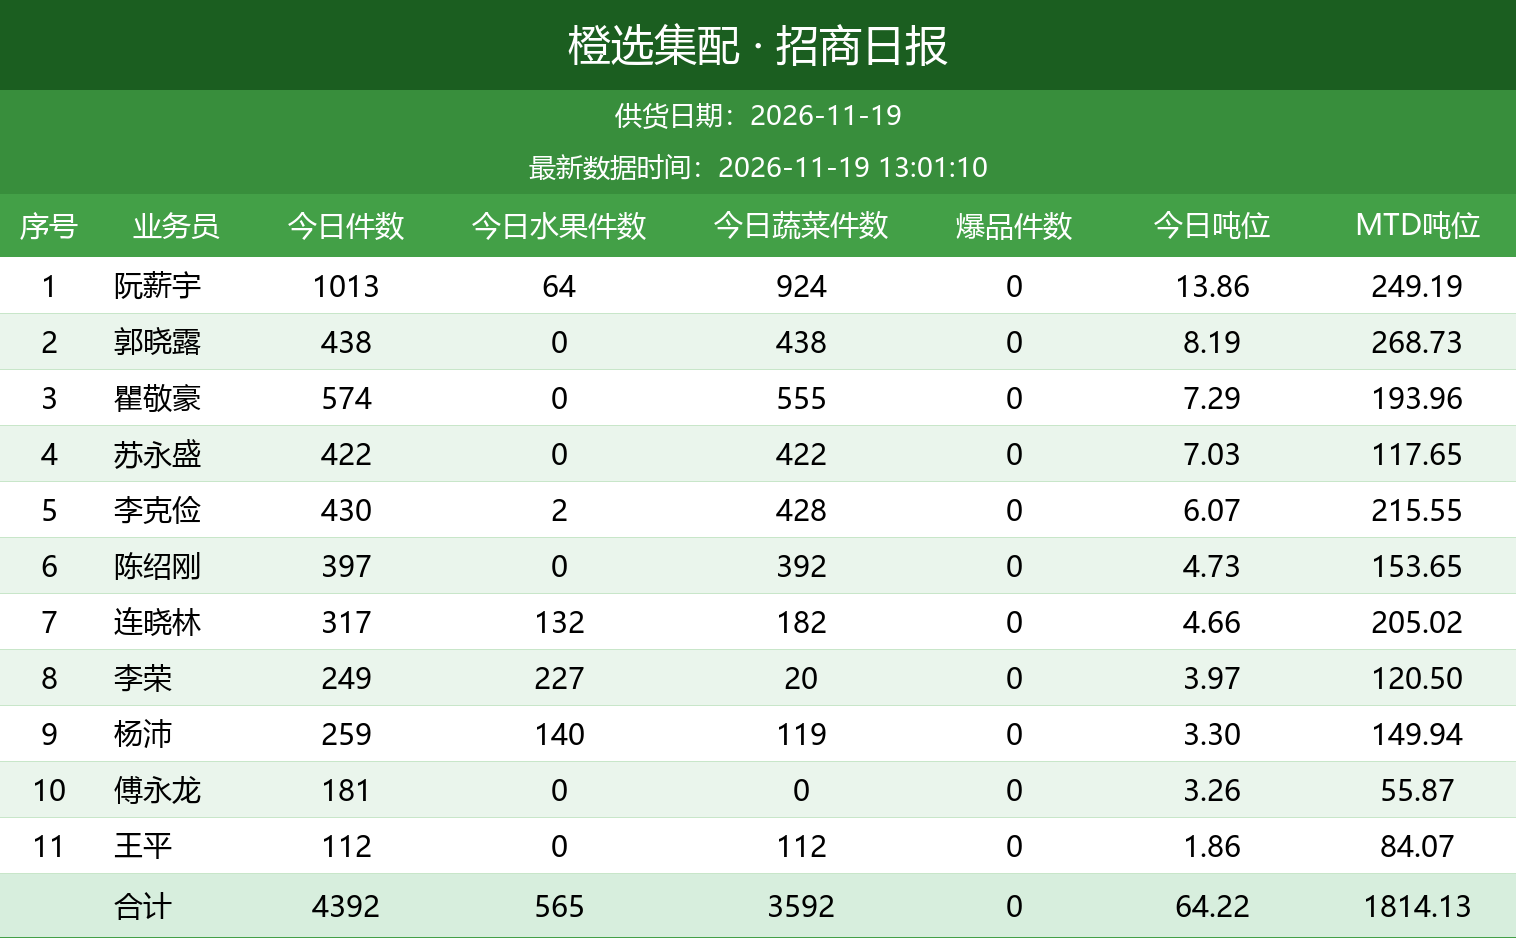 橙选集配 · 招商日报
供货日期：2026-11-19
最新数据时间：2026-11-19 13:01:10
序号 业务员 今日件数 今日水果件数 今日蔬菜件数 爆品件数 今日吨位 MTD吨位
1 阮薪宇 1013 64 924 0 13.86 249.19
2 郭晓露 438 0 438 0 8.19 268.73
3 瞿敬豪 574 0 555 0 7.29 193.96
4 苏永盛 422 0 422 0 7.03 117.65
5 李克俭 430 2 428 0 6.07 215.55
6 陈绍刚 397 0 392 0 4.73 153.65
7 连晓林 317 132 182 0 4.66 205.02
8 李荣 249 227 20 0 3.97 120.50
9 杨沛 259 140 119 0 3.30 149.94
10 傅永龙 181 0 0 0 3.26 55.87
11 王平 112 0 112 0 1.86 84.07
合计 4392 565 3592 0 64.22 1814.13